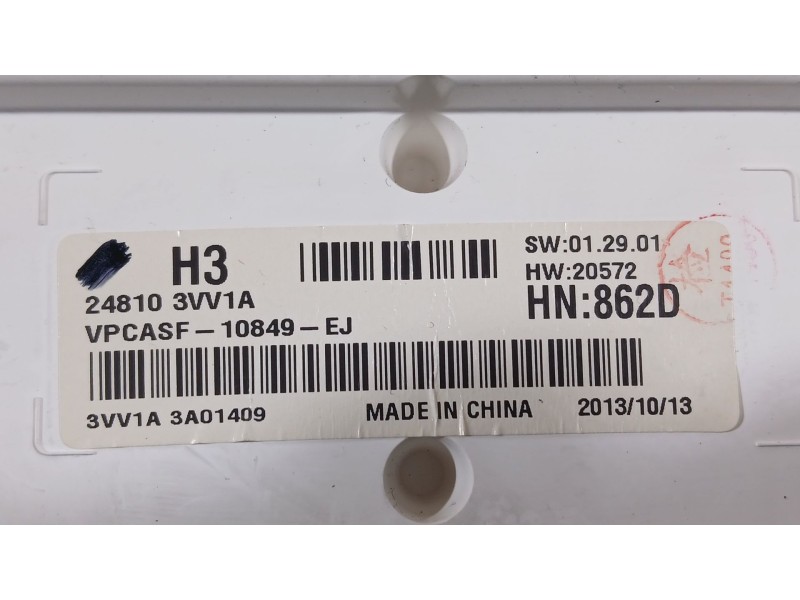 H3
SW:01.29.01
HW:20572
24810 3VV1A
HN:862D
VPCASF-10849-EJ
3VV1A 3A01409
MADE IN CHINA
2013/10/13
检